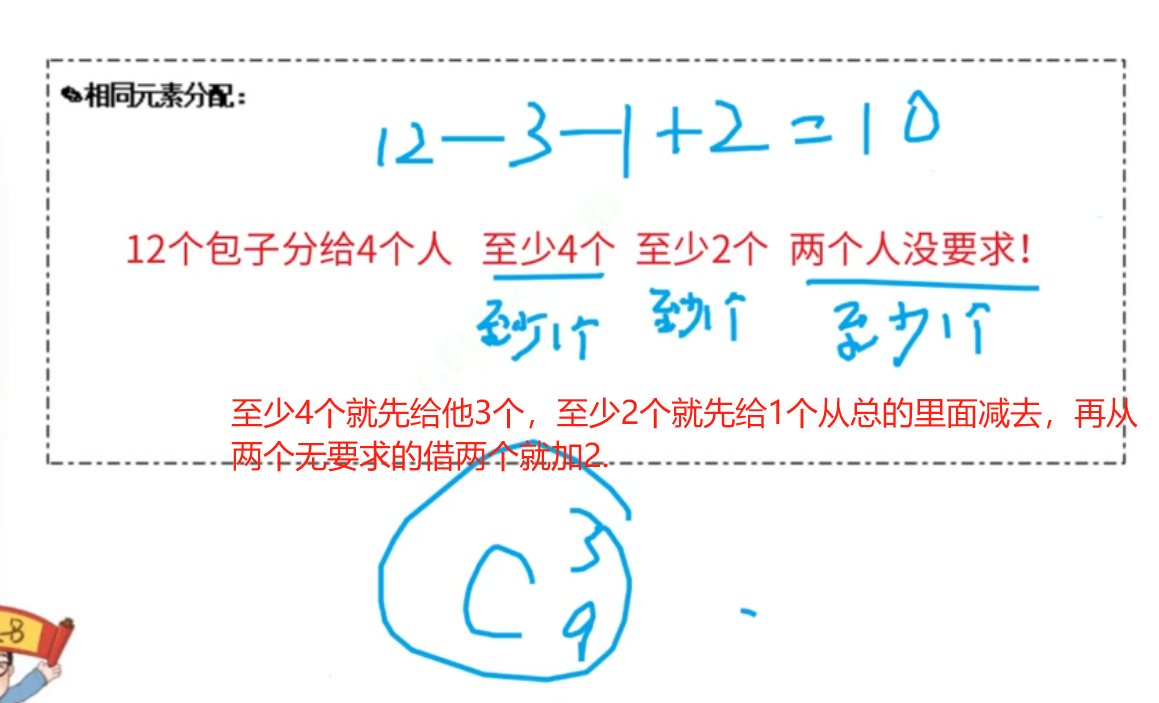 相同元素分配：
12-3-1+2=10
12个包子分给4个人 至少4个 至少2个 两个人没要求！
至少1个 至少1个 至少1个
至少4个就先给他3个，至少2个就先给1个从总的里面减去，再从
两个无要求的借两个就加2.
C 3
9